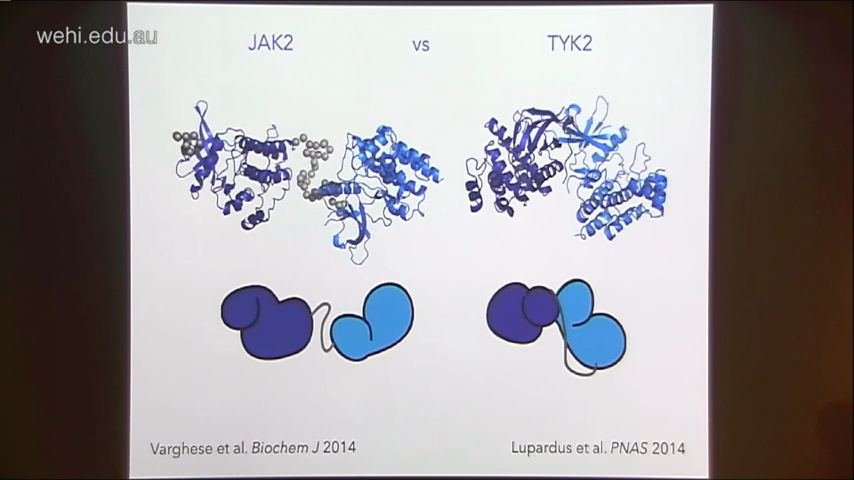 wehi.edu.au
JAK2 vs TYK2
Varghese et al. Biochem J 2014
Lupardus et al. PNAS 2014